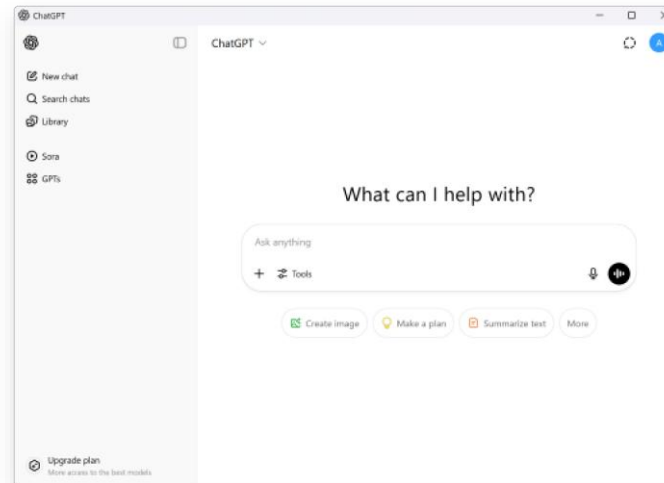 ChatGPT
ChatGPT
A
New chat
Search chats
Library
Sora
GPTs
What can I help with?
Ask anything
Tools
Create image
Make a plan
Summarize text
More
Upgrade plan
More access to the best models